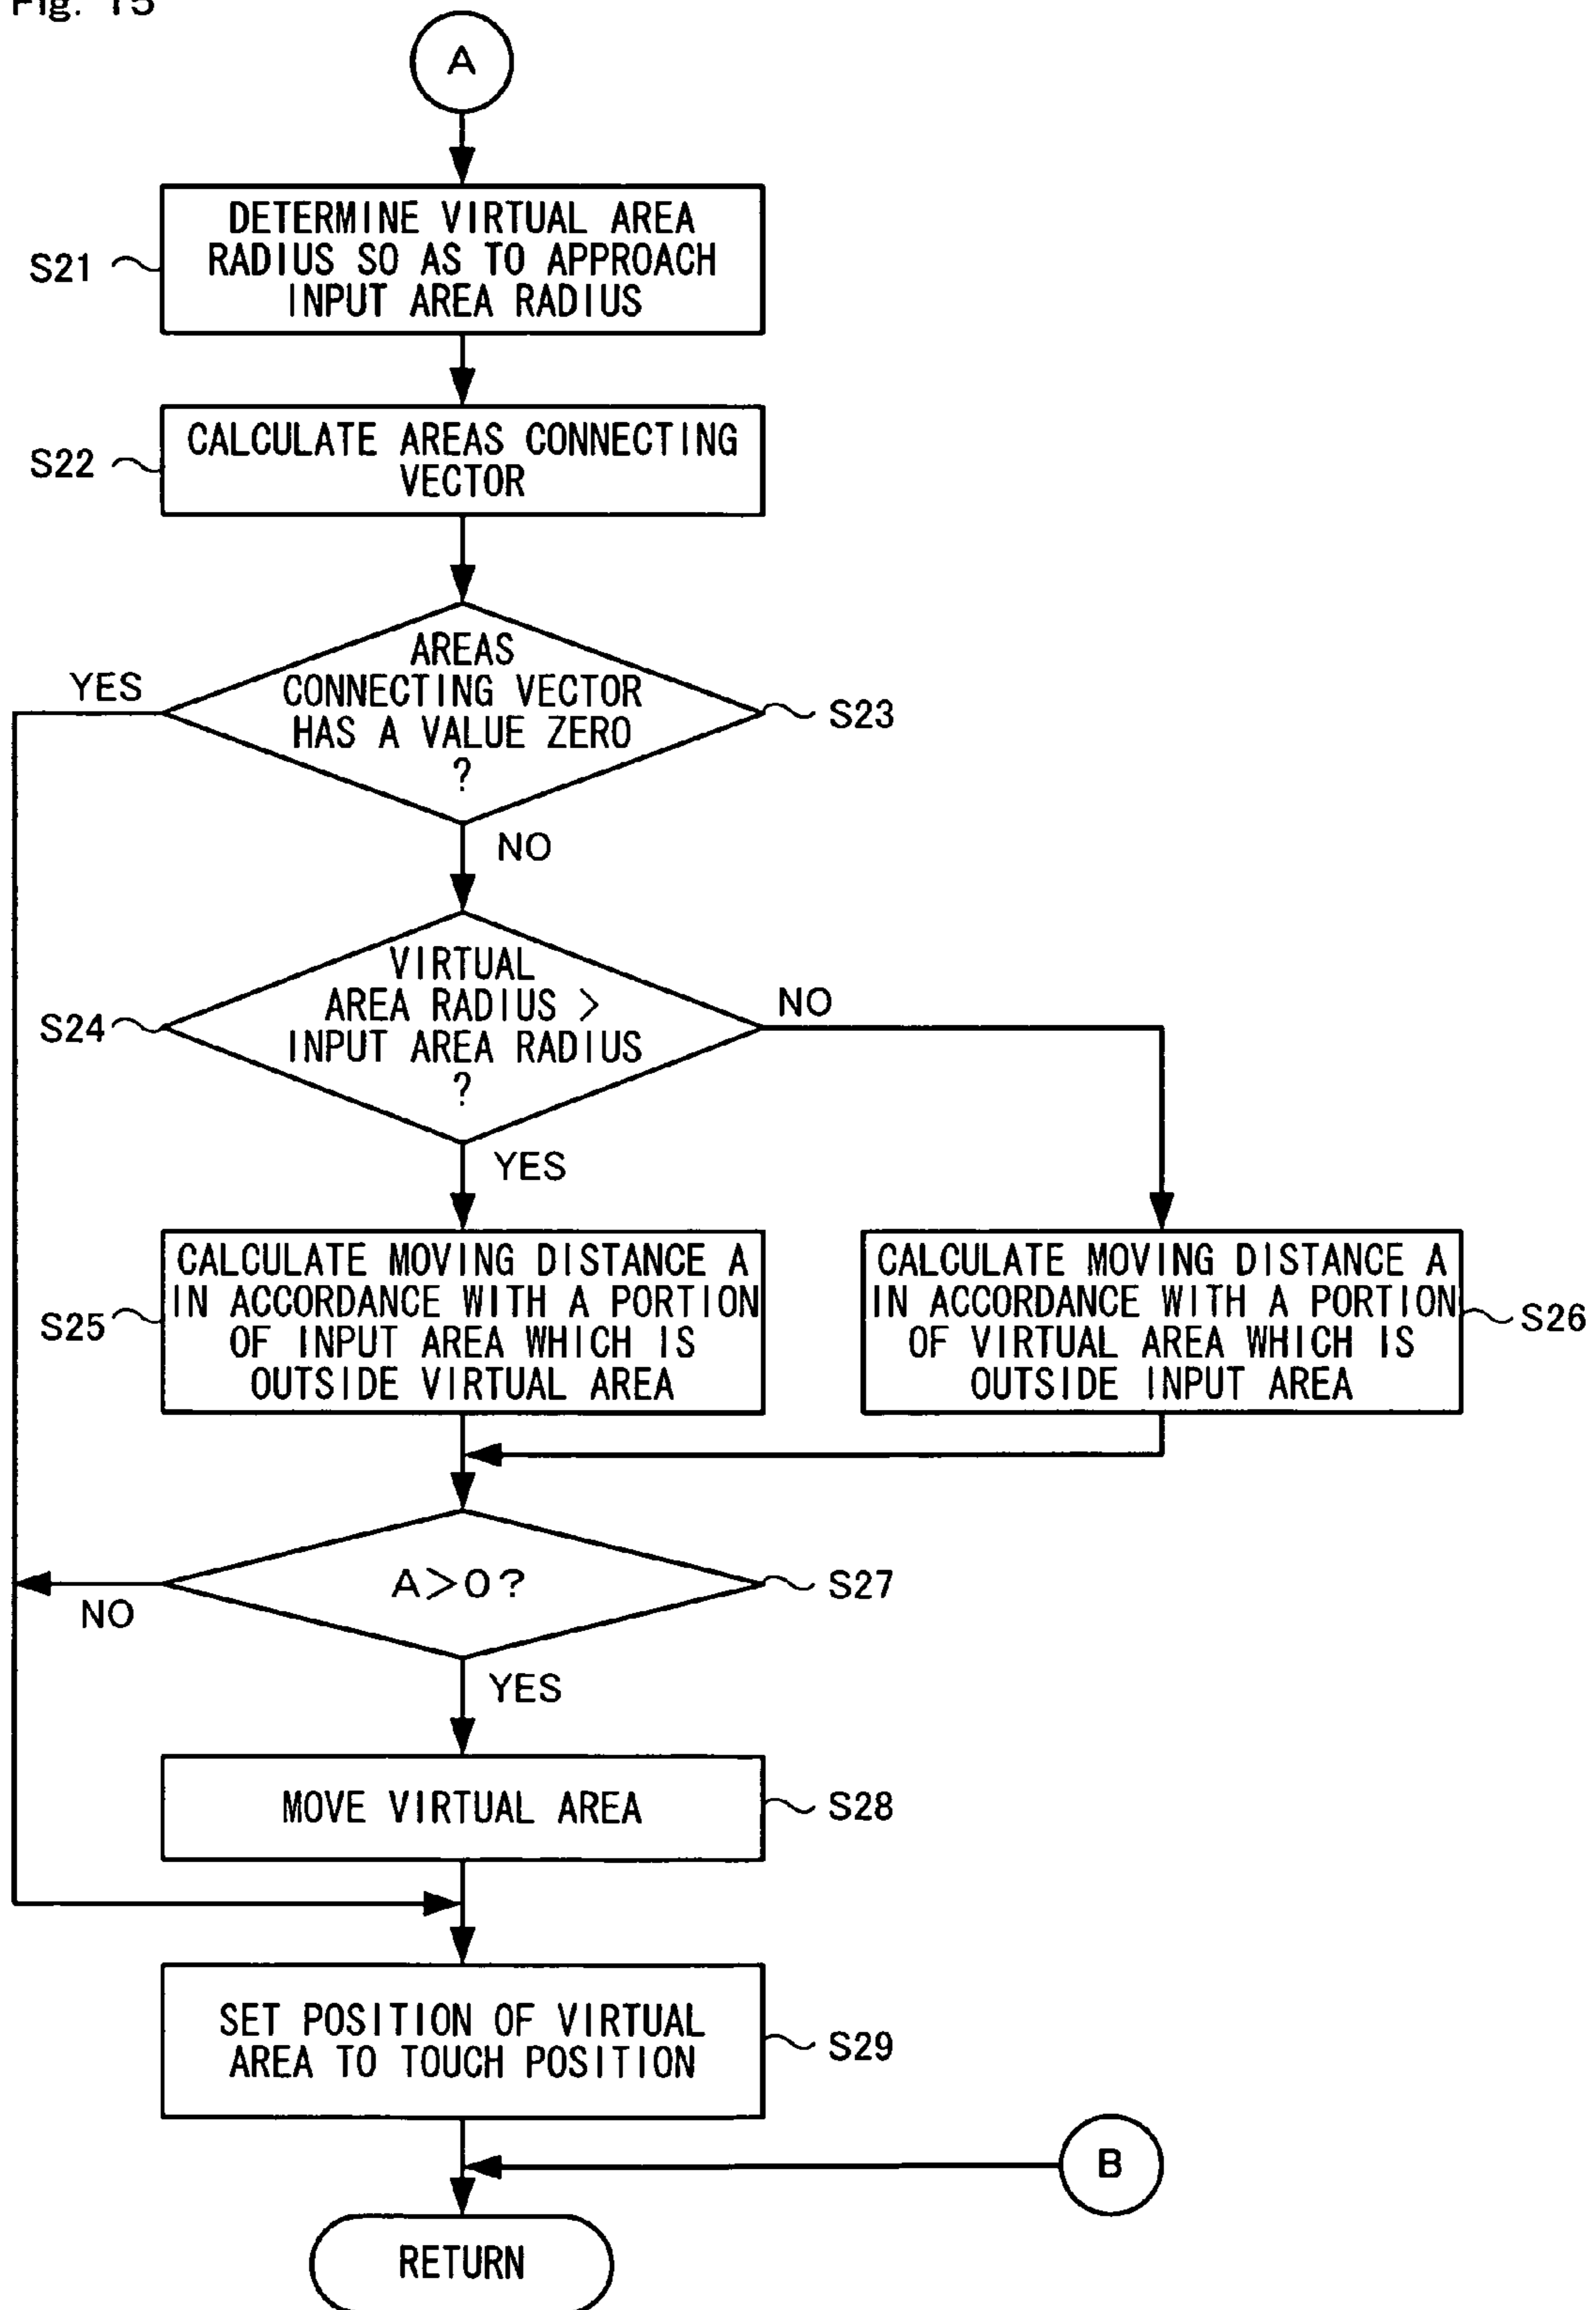 Fig. 15
A
DETERMINE VIRTUAL AREA
RADIUS SO AS TO APPROACH
INPUT AREA RADIUS
S21
CALCULATE AREAS CONNECTING
VECTOR
S22
AREAS
CONNECTING VECTOR
HAS A VALUE ZERO
?
YES
S23
NO
VIRTUAL
AREA RADIUS >
INPUT AREA RADIUS
?
S24
NO
YES
CALCULATE MOVING DISTANCE A
IN ACCORDANCE WITH A PORTION
OF INPUT AREA WHICH IS
OUTSIDE VIRTUAL AREA
S25
CALCULATE MOVING DISTANCE A
IN ACCORDANCE WITH A PORTION
OF VIRTUAL AREA WHICH IS
OUTSIDE INPUT AREA
S26
A>0?
S27
NO
YES
MOVE VIRTUAL AREA
S28
SET POSITION OF VIRTUAL
AREA TO TOUCH POSITION
S29
B
RETURN